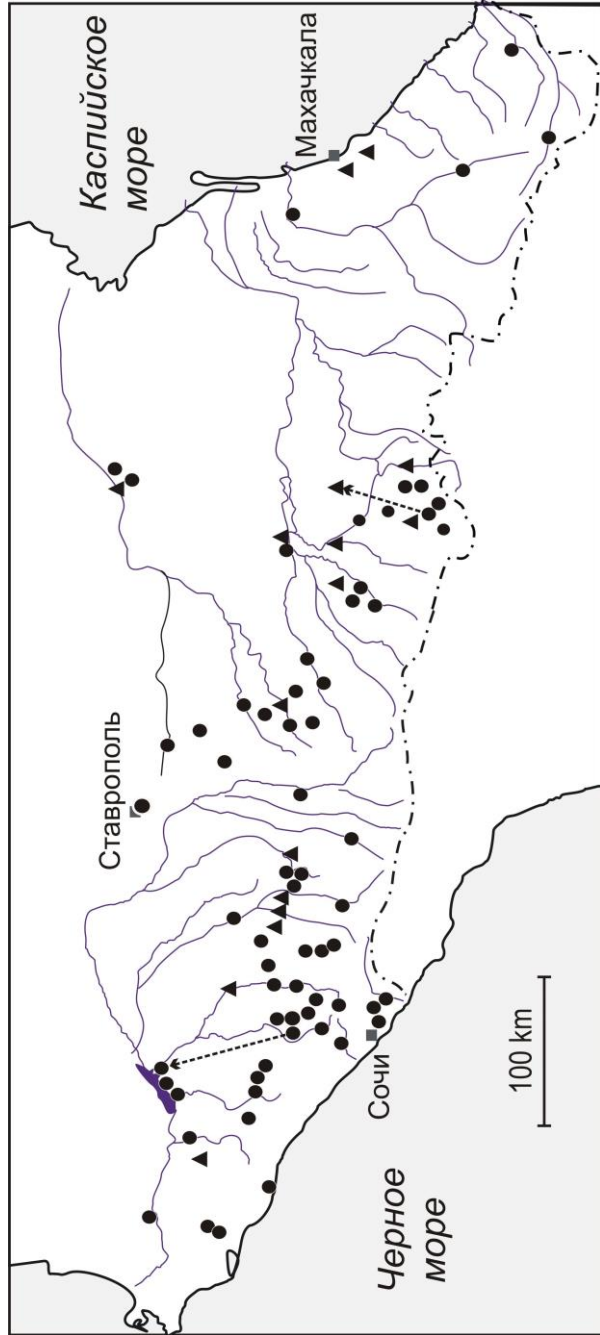 Каспийское
море
Махачкала
Ставрополь
Сочи
Черное
море
100 km